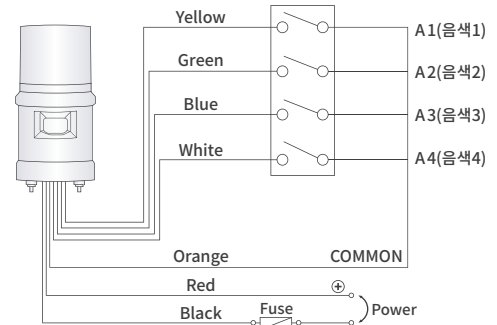 Yellow
A1(음색1)
Green
A2(음색2)
Blue
A3(음색3)
White
A4(음색4)
Orange COMMON
Red
Power
Black Fuse